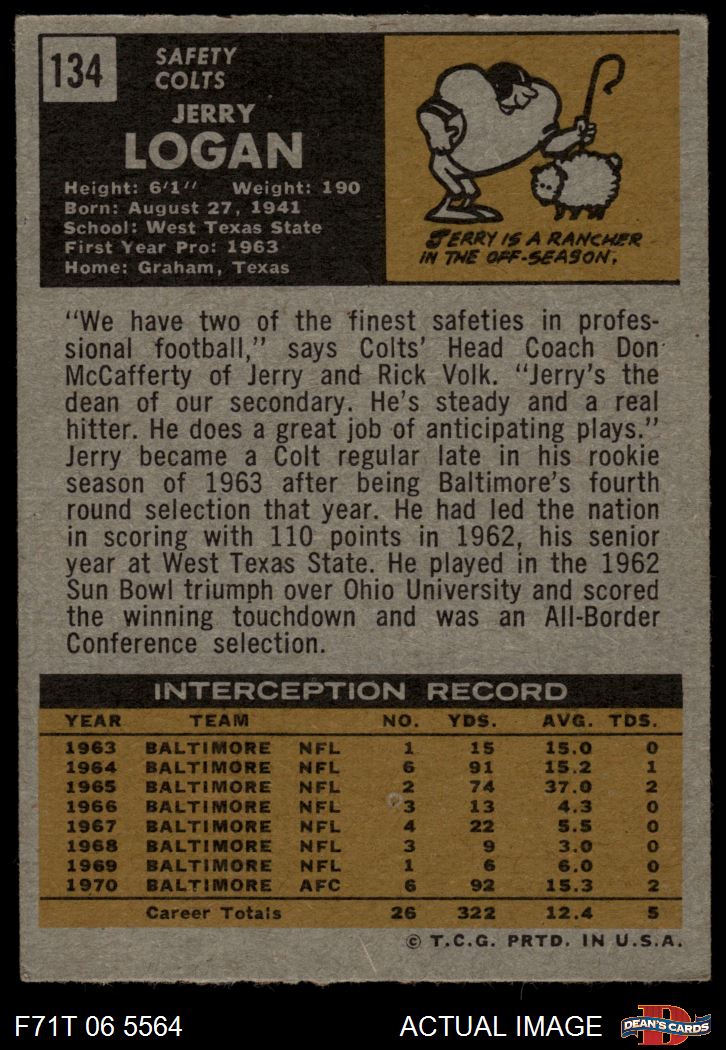 134
SAFETY
COLTS
JERRY
LOGAN
Height: 6'1" Weight: 190
Born: August 27, 1941
School: West Texas State
First Year Pro: 1963
Home: Graham, Texas
JERRY IS A RANCHER
IN THE OFF-SEASON.
"We have two of the finest safeties in profes-
sional football," says Colts' Head Coach Don
McCafferty of Jerry and Rick Volk. "Jerry's the
dean of our secondary. He's steady and a real
hitter. He does a great job of anticipating plays."
Jerry became a Colt regular late in his rookie
season of 1963 after being Baltimore's fourth
round selection that year. He had led the nation
in scoring with 110 points in 1962, his senior
year at West Texas State. He played in the 1962
Sun Bowl triumph over Ohio University and scored
the winning touchdown and was an All-Border
Conference selection.
INTERCEPTION RECORD
YEAR TEAM NO. YDS. AVG. TDS.
1963 BALTIMORE NFL 1 15 15.0 0
1964 BALTIMORE NFL 6 91 15.2 1
1965 BALTIMORE NFL 2 74 37.0 2
1966 BALTIMORE NFL 3 13 4.3 0
1967 BALTIMORE NFL 4 22 5.5 0
1968 BALTIMORE NFL 3 9 3.0 0
1969 BALTIMORE NFL 1 6 6.0 0
1970 BALTIMORE AFC 6 92 15.3 2
Career Totals 26 322 12.4 5
© T.C.G. PRTD. IN U.S.A.
F71T 06 5564 ACTUAL IMAGE
D
DEAN'S CARDS